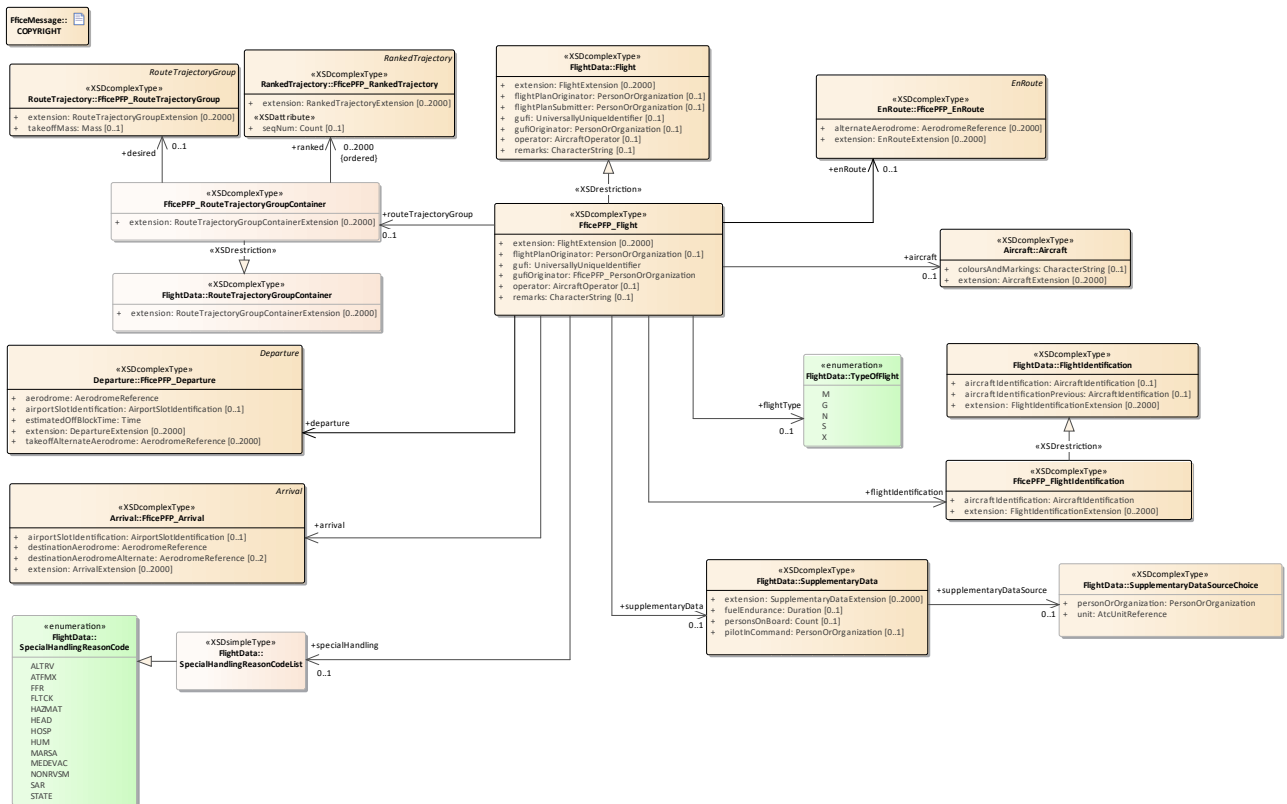 FficeMessage::
COPYRIGHT
RouteTrajectoryGroup
«XSDcomplexType»
RouteTrajectory::FficePFP_RouteTrajectoryGroup
+ extension: RouteTrajectoryGroupExtension [0..2000]
+ takeoffMass: Mass [0..1]
RankedTrajectory
«XSDcomplexType»
RankedTrajectory::FficePFP_RankedTrajectory
+ extension: RankedTrajectoryExtension [0..2000]
«XSDattribute»
+ seqNum: Count [0..1]
«XSDcomplexType»
FlightData::Flight
+ extension: FlightExtension [0..2000]
+ flightPlanOriginator: PersonOrOrganization [0..1]
+ flightPlanSubmitter: PersonOrOrganization [0..1]
+ gufi: UniversallyUniqueIdentifier [0..1]
+ gufiOriginator: PersonOrOrganization [0..1]
+ operator: AircraftOperator [0..1]
+ remarks: CharacterString [0..1]
EnRoute
«XSDcomplexType»
EnRoute::FficePFP_EnRoute
+ alternateAerodrome: AerodromeReference [0..2000]
+ extension: EnRouteExtension [0..2000]
+desired
0..1
+ranked
0..2000
{ordered}
+enRoute
0..1
«XSDrestriction»
«XSDcomplexType»
FficePFP_RouteTrajectoryGroupContainer
+ extension: RouteTrajectoryGroupContainerExtension [0..2000]
+routeTrajectoryGroup
0..1
«XSDcomplexType»
FficePFP_Flight
+ extension: FlightExtension [0..2000]
+ flightPlanOriginator: PersonOrOrganization [0..1]
+ gufi: UniversallyUniqueIdentifier
+ gufiOriginator: FficePFP_PersonOrOrganization
+ operator: AircraftOperator [0..1]
+ remarks: CharacterString [0..1]
«XSDrestriction»
«XSDcomplexType»
FlightData::RouteTrajectoryGroupContainer
+ extension: RouteTrajectoryGroupContainerExtension [0..2000]
+aircraft
0..1
«XSDcomplexType»
Aircraft::Aircraft
+ coloursAndMarkings: CharacterString [0..1]
+ extension: AircraftExtension [0..2000]
Departure
«XSDcomplexType»
Departure::FficePFP_Departure
+ aerodrome: AerodromeReference
+ airportSlotIdentification: AirportSlotIdentification [0..1]
+ estimatedOffBlockTime: Time
+ extension: DepartureExtension [0..2000]
+ takeoffAlternateAerodrome: AerodromeReference [0..2000]
+departure
«enumeration»
FlightData::TypeOfFlight
M
G
N
S
X
+flightType
0..1
«XSDcomplexType»
FlightData::FlightIdentification
+ aircraftIdentification: AircraftIdentification [0..1]
+ aircraftIdentificationPrevious: AircraftIdentification [0..1]
+ extension: FlightIdentificationExtension [0..2000]
«XSDrestriction»
«XSDcomplexType»
FficePFP_FlightIdentification
+ aircraftIdentification: AircraftIdentification
+ extension: FlightIdentificationExtension [0..2000]
+flightIdentification
Arrival
«XSDcomplexType»
Arrival::FficePFP_Arrival
+ airportSlotIdentification: AirportSlotIdentification [0..1]
+ destinationAerodrome: AerodromeReference
+ destinationAerodromeAlternate: AerodromeReference [0..2]
+ extension: ArrivalExtension [0..2000]
+arrival
«XSDcomplexType»
FlightData::SupplementaryData
+ extension: SupplementaryDataExtension [0..2000]
+ fuelEndurance: Duration [0..1]
+ personsOnBoard: Count [0..1]
+ pilotInCommand: PersonOrOrganization [0..1]
+supplementaryData
0..1
+supplementaryDataSource
0..1
«XSDcomplexType»
FlightData::SupplementaryDataSourceChoice
+ personOrOrganization: PersonOrOrganization
+ unit: AtcUnitReference
«enumeration»
FlightData::
SpecialHandlingReasonCode
ALTRV
ATFMX
FFR
FLTCK
HAZMAT
HEAD
HOSP
HUM
MARSA
MEDEVAC
NONRVSM
SAR
STATE
«XSDsimpleType»
FlightData::
SpecialHandlingReasonCodeList
+specialHandling
0..1